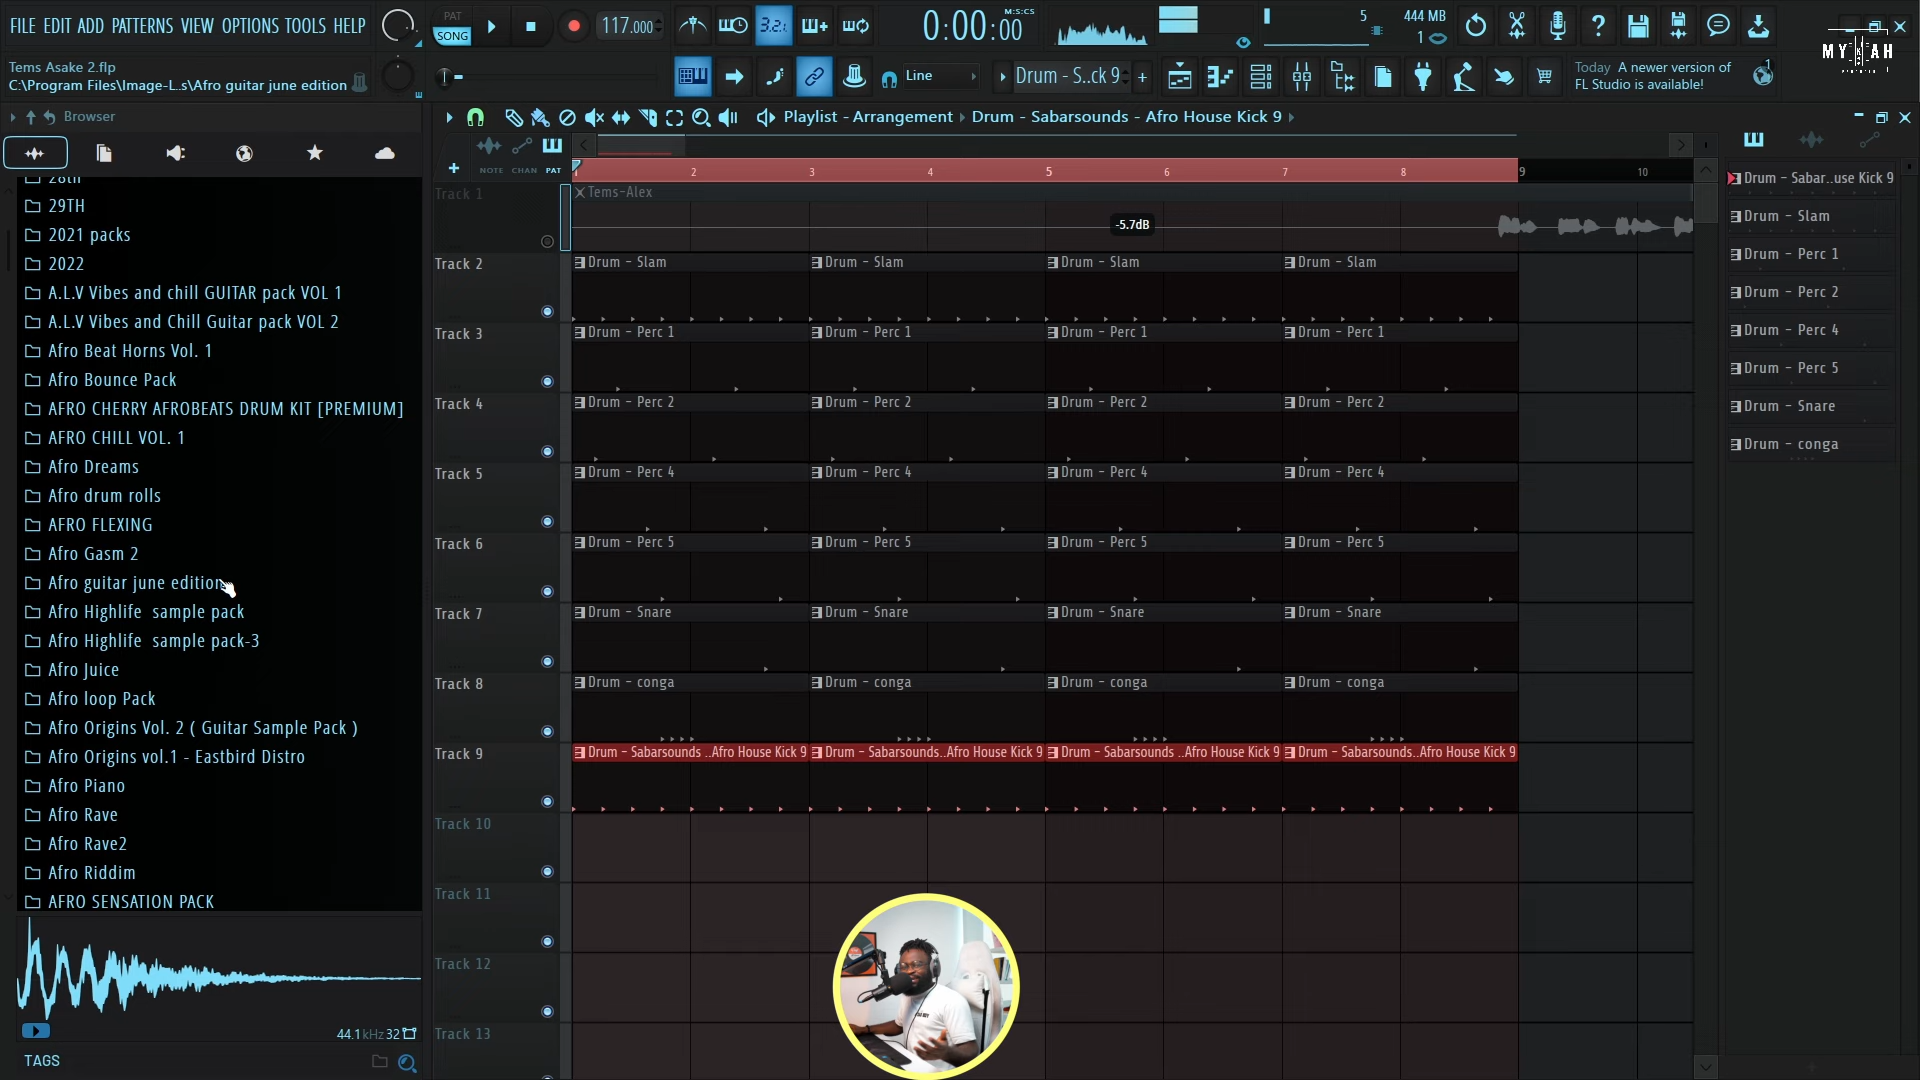 FILE EDIT ADD PATTERNS VIEW OPTIONS TOOLS HELP
PAT
SONG
117.000
3.2.1
0:00:00
M:S:CS
5
444 MB
1
MYKAH
Tems Asake 2.flp
C:\Program Files\Image-L..s\Afro guitar june edition
Line
Drum - S..ck 9
Today A newer version of
FL Studio is available!
1
Browser
Playlist - Arrangement
Drum - Sabarsounds - Afro House Kick 9
NOTE CHAN PAT
2 3 4 5 6 7 8 9 10
29TH
2021 packs
2022
A.L.V Vibes and chill GUITAR pack VOL 1
A.L.V Vibes and Chill Guitar pack VOL 2
Afro Beat Horns Vol. 1
Afro Bounce Pack
AFRO CHERRY AFROBEATS DRUM KIT [PREMIUM]
AFRO CHILL VOL. 1
Afro Dreams
Afro drum rolls
AFRO FLEXING
Afro Gasm 2
Afro guitar june edition
Afro Highlife  sample pack
Afro Highlife  sample pack-3
Afro Juice
Afro loop Pack
Afro Origins Vol. 2 ( Guitar Sample Pack )
Afro Origins vol.1 - Eastbird Distro
Afro Piano
Afro Rave
Afro Rave2
Afro Riddim
AFRO SENSATION PACK
44.1kHz 32
TAGS
Track 1
Tems-Alex
-5.7dB
Track 2
Drum - Slam Drum - Slam Drum - Slam Drum - Slam
Track 3
Drum - Perc 1 Drum - Perc 1 Drum - Perc 1 Drum - Perc 1
Track 4
Drum - Perc 2 Drum - Perc 2 Drum - Perc 2 Drum - Perc 2
Track 5
Drum - Perc 4 Drum - Perc 4 Drum - Perc 4 Drum - Perc 4
Track 6
Drum - Perc 5 Drum - Perc 5 Drum - Perc 5 Drum - Perc 5
Track 7
Drum - Snare Drum - Snare Drum - Snare Drum - Snare
Track 8
Drum - conga Drum - conga Drum - conga Drum - conga
Track 9
Drum - Sabarsounds ..Afro House Kick 9 Drum - Sabarsounds..Afro House Kick 9 Drum - Sabarsounds ..Afro House Kick 9 Drum - Sabarsounds..Afro House Kick 9
Track 10
Track 11
Track 12
Track 13
Drum - Sabar..use Kick 9
Drum - Slam
Drum - Perc 1
Drum - Perc 2
Drum - Perc 4
Drum - Perc 5
Drum - Snare
Drum - conga